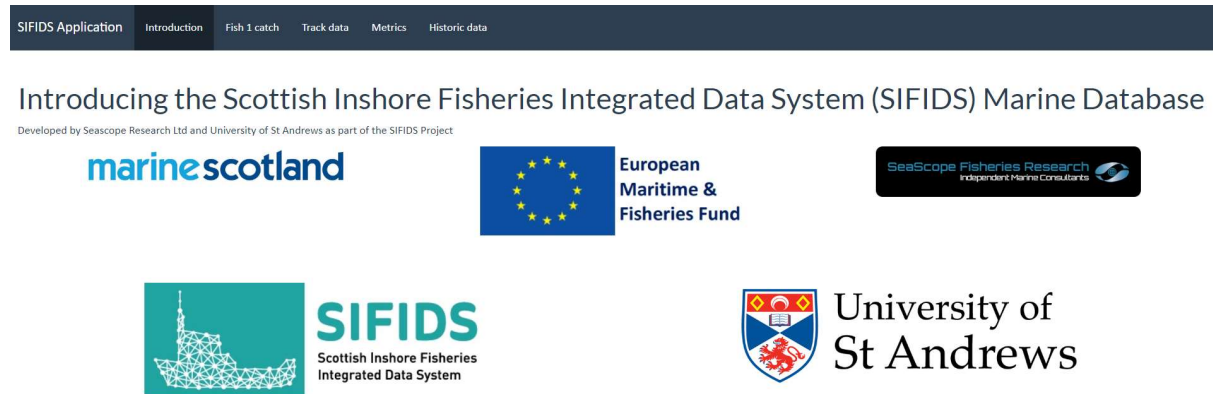 SIFIDS Application Introduction Fish 1 catch Track data Metrics Historic data
Introducing the Scottish Inshore Fisheries Integrated Data System (SIFIDS) Marine Database
Developed by Seascope Research Ltd and University of St Andrews as part of the SIFIDS Project
marinescotland
European
Maritime &
Fisheries Fund
SeaScope Fisheries Research
Independent Marine Consultants
SIFIDS
Scottish Inshore Fisheries
Integrated Data System
University of
St Andrews